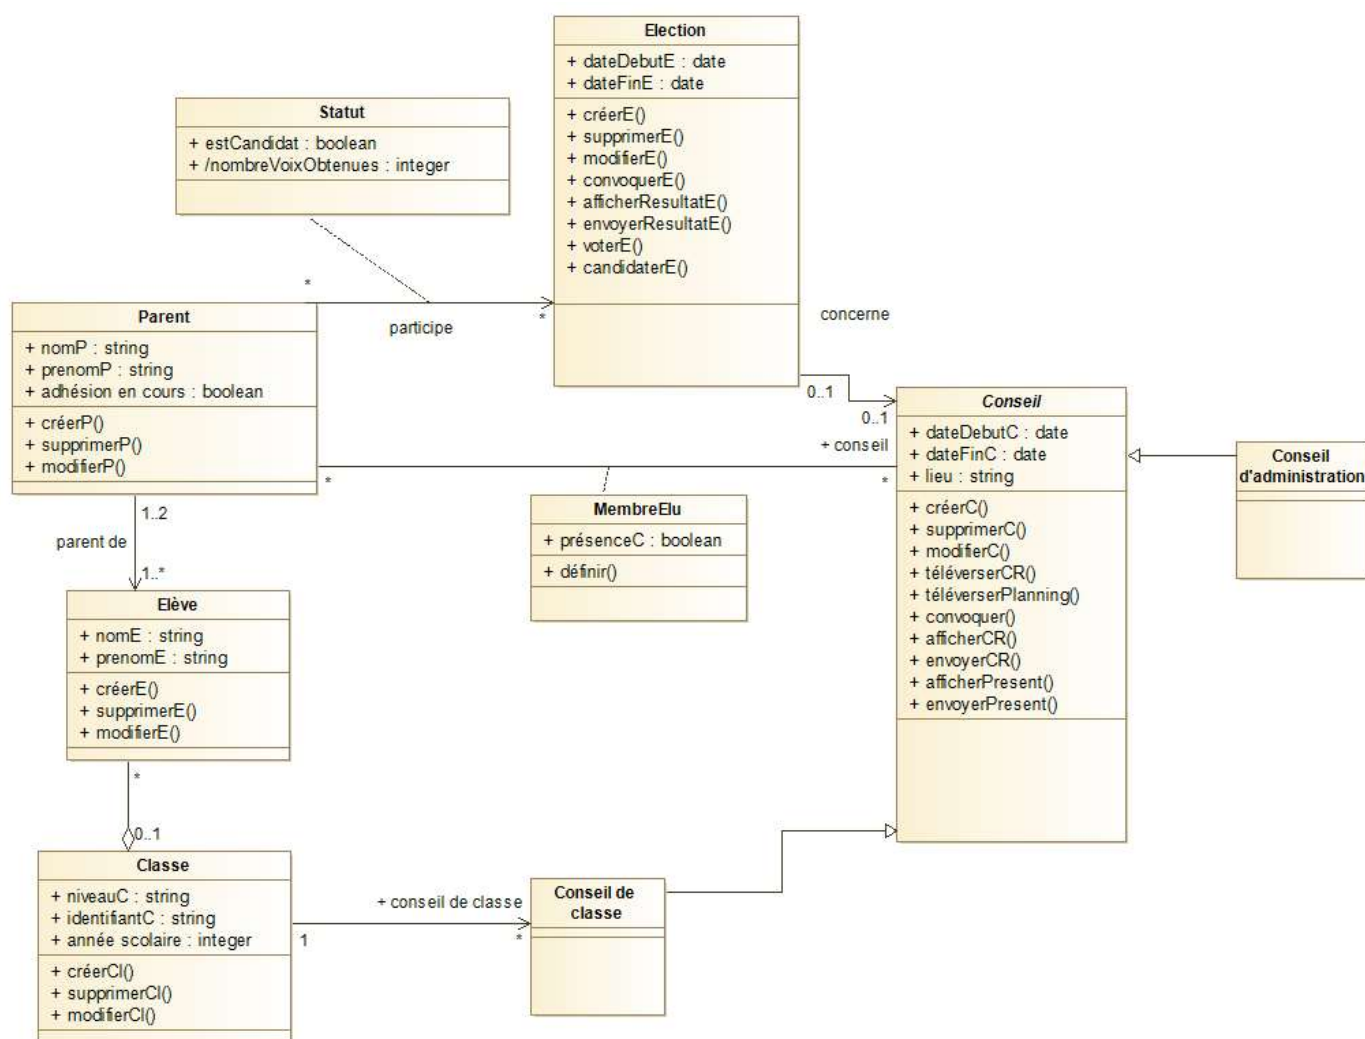 Election
+ dateDebutE : date
+ dateFinE : date
+ créerE()
+ supprimerE()
+ modifierE()
+ convoquerE()
+ afficherResultatE()
+ envoyerResultatE()
+ voterE()
+ candidaterE()
Statut
+ estCandidat : boolean
+ /nombreVoixObtenues : integer
*
participe
*
concerne
0..1
0..1
Parent
+ nomP : string
+ prenomP : string
+ adhésion en cours : boolean
+ créerP()
+ supprimerP()
+ modifierP()
*
+ conseil
*
MembreElu
+ présenceC : boolean
+ définir()
Conseil
+ dateDebutC : date
+ dateFinC : date
+ lieu : string
+ créerC()
+ supprimerC()
+ modifierC()
+ téléverserCR()
+ téléverserPlanning()
+ convoquer()
+ afficherCR()
+ envoyerCR()
+ afficherPresent()
+ envoyerPresent()
Conseil
d'administration
1..2
parent de
1..*
Elève
+ nomE : string
+ prenomE : string
+ créerE()
+ supprimerE()
+ modifierE()
*
0..1
Classe
+ niveauC : string
+ identifiantC : string
+ année scolaire : integer
+ créerCl()
+ supprimerCl()
+ modifierCl()
1
+ conseil de classe
*
Conseil de
classe